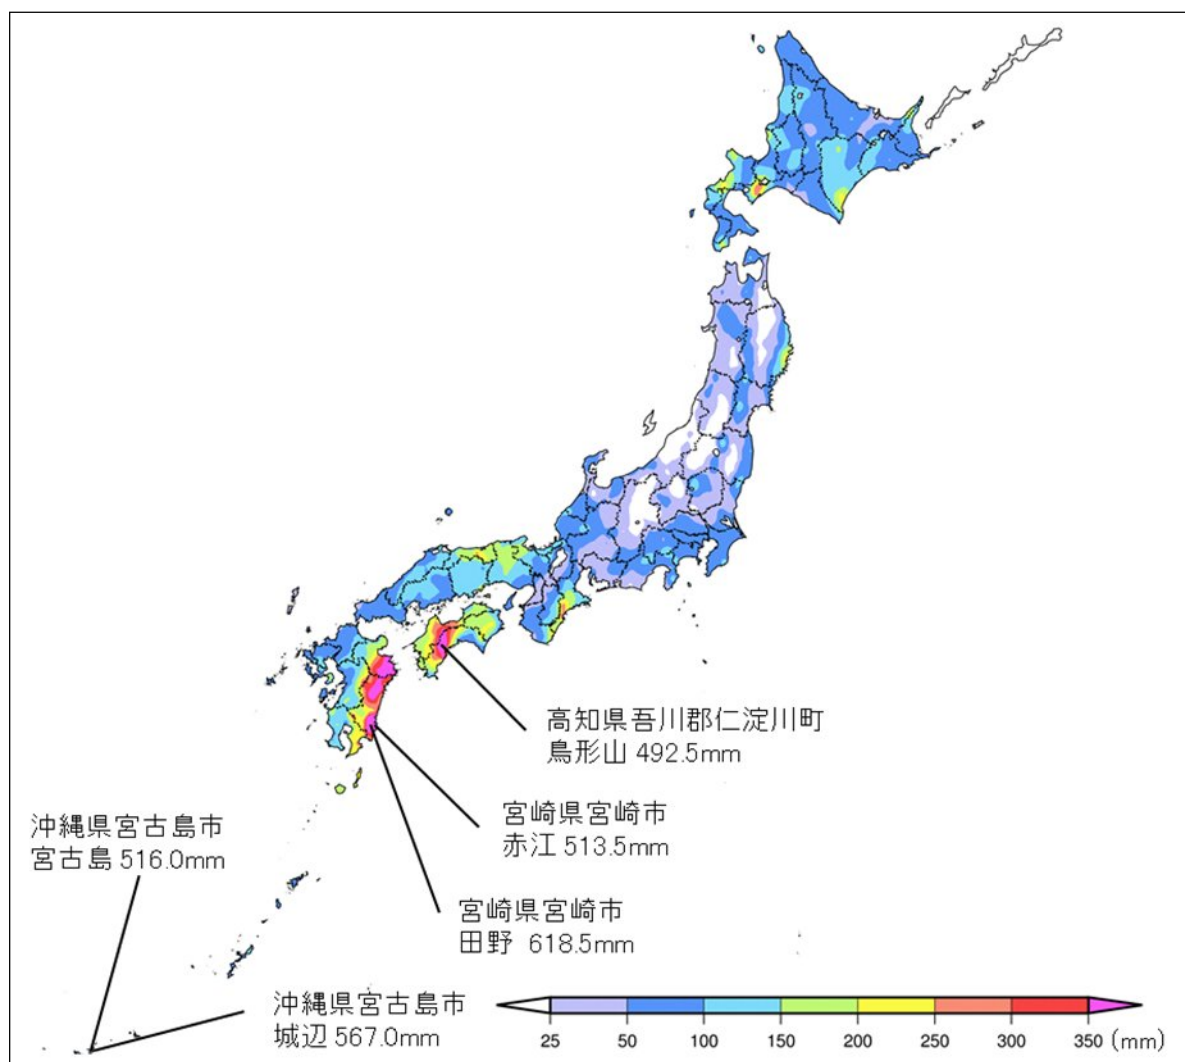 高知県吾川郡仁淀川町
鳥形山 492.5mm
宮崎県宮崎市
赤江 513.5mm
沖縄県宮古島市
宮古島 516.0mm
宮崎県宮崎市
田野 618.5mm
沖縄県宮古島市
城辺 567.0mm
25 50 100 150 200 250 300 350 (mm)